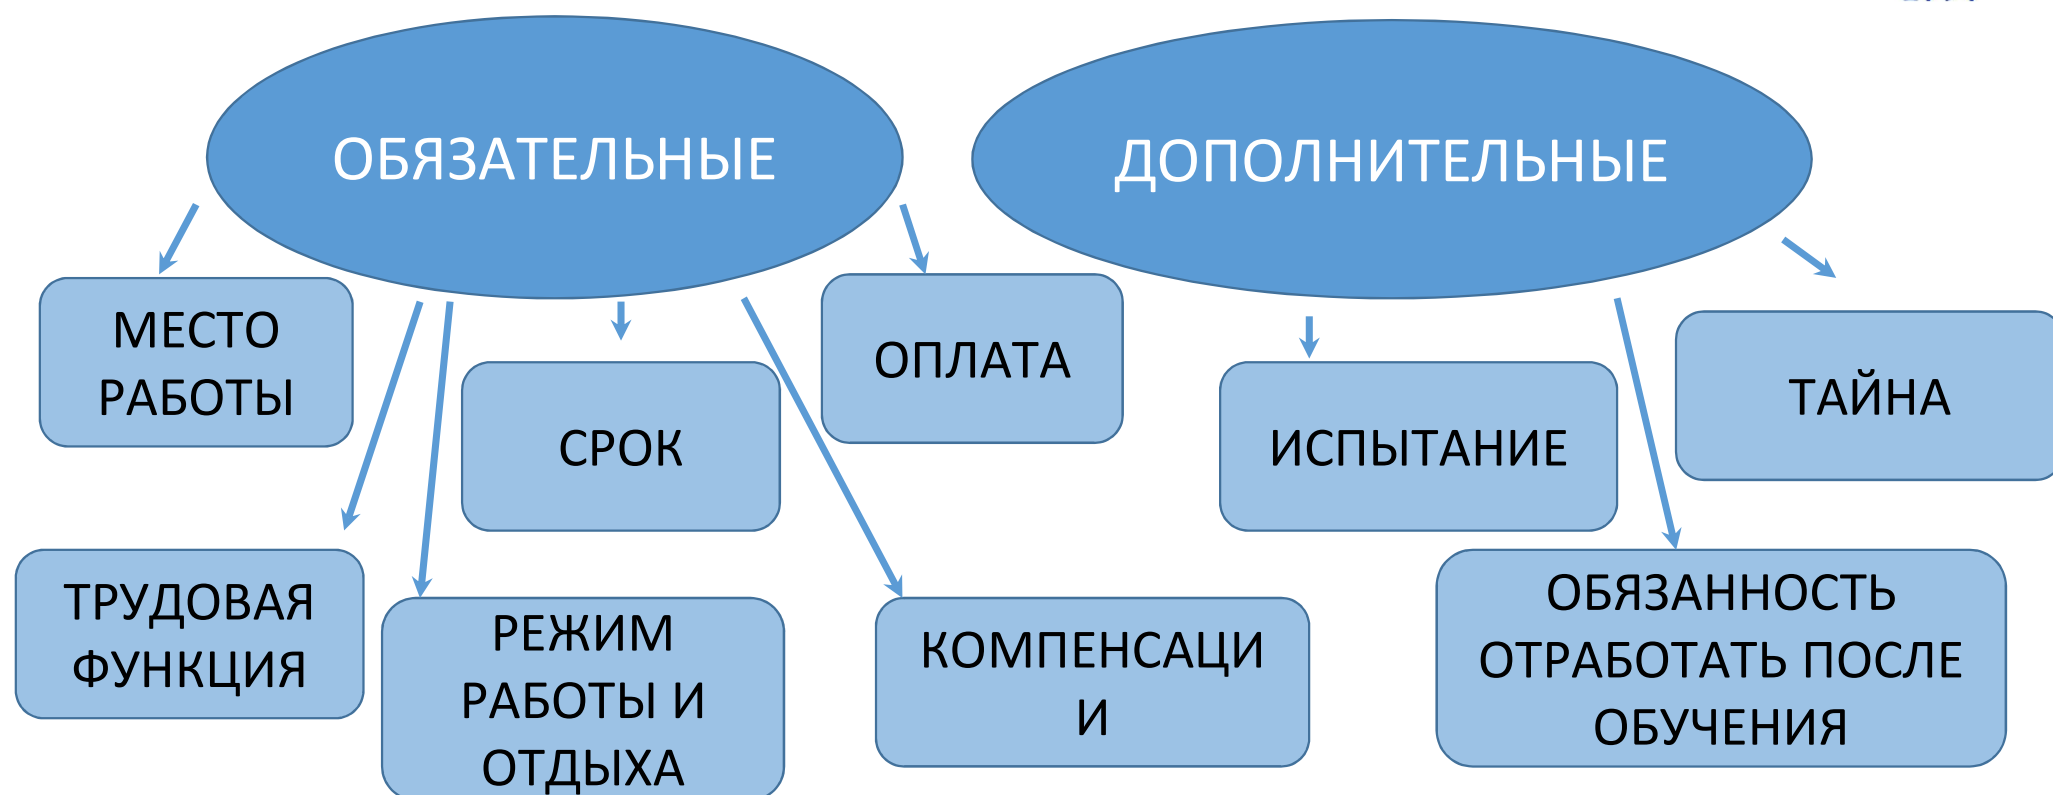 ОБЯЗАТЕЛЬНЫЕ
ДОПОЛНИТЕЛЬНЫЕ
МЕСТО
РАБОТЫ
СРОК
ОПЛАТА
ИСПЫТАНИЕ
ТАЙНА
ТРУДОВАЯ
ФУНКЦИЯ
РЕЖИМ
РАБОТЫ И
ОТДЫХА
КОМПЕНСАЦИ
И
ОБЯЗАННОСТЬ
ОТРАБОТАТЬ ПОСЛЕ
ОБУЧЕНИЯ